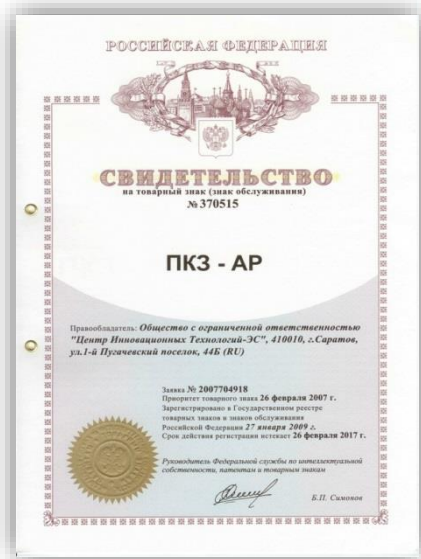 РОССИЙСКАЯ ФЕДЕРАЦИЯ
СВИДЕТЕЛЬСТВО
на товарный знак (знак обслуживания)
№ 370515
ПКЗ - АР
Правообладатель: Общество с ограниченной ответственностью
"Центр Инновационных Технологий-ЭС", 410010, г.Саратов,
ул.1-й Пугачевский поселок, 44Б (RU)
Заявка № 2007704918
Приоритет товарного знака 26 февраля 2007 г.
Зарегистрировано в Государственном реестре
товарных знаков и знаков обслуживания
Российской Федерации 27 января 2009 г.
Срок действия регистрации истекает 26 февраля 2017 г.
Руководитель Федеральной службы по интеллектуальной
собственности, патентам и товарным знакам
Б.П. Симонов